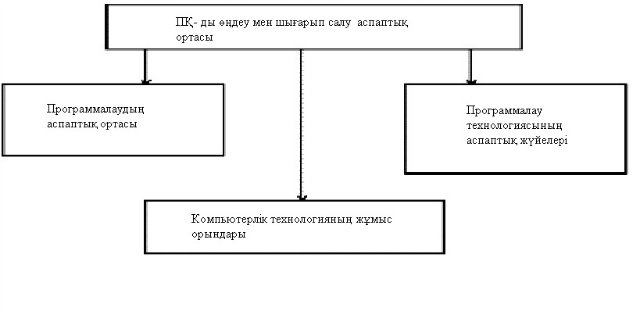 ПҚ- ды өңдеу мен шығарып салу аспаптық
ортасы
Программалаудың
аспаптық ортасы
Программалау
технологиясының
аспаптық жүйелері
Компьютерлік технологияның жұмыс
орындары